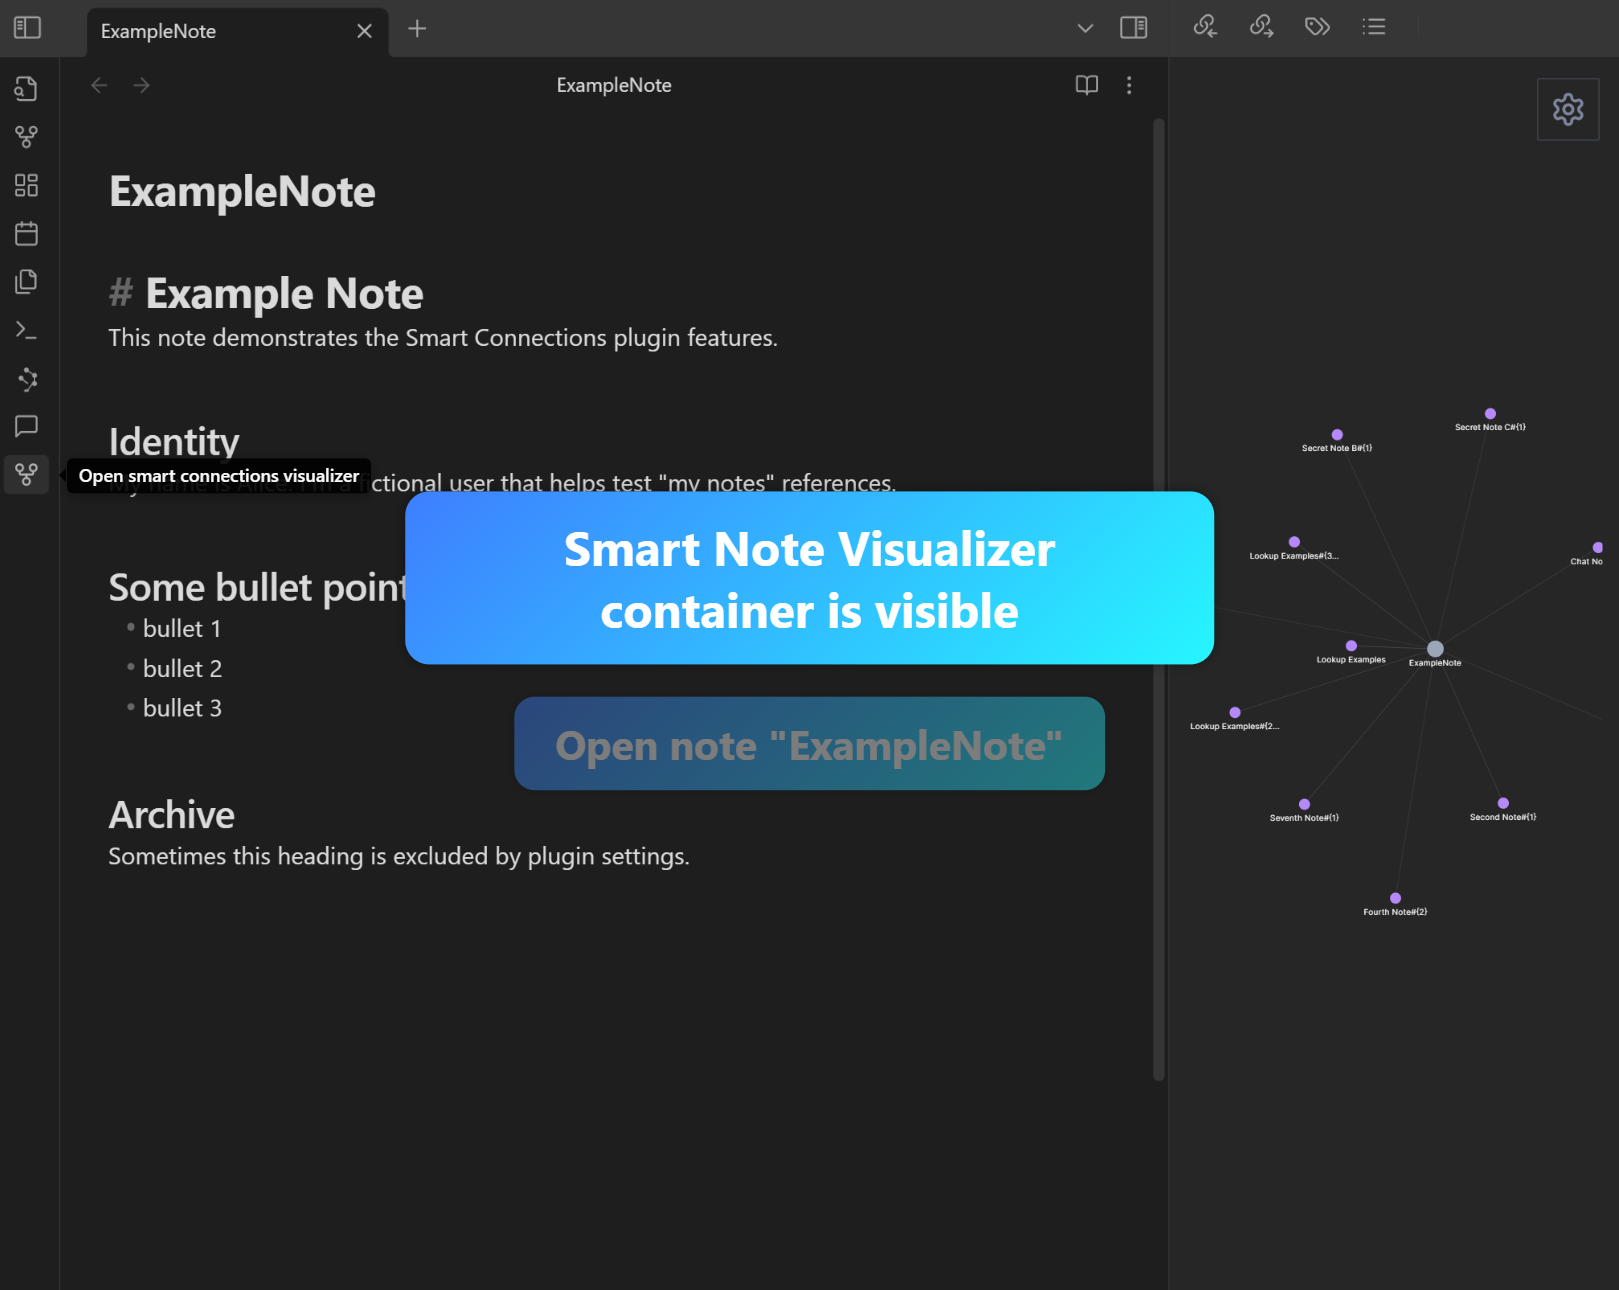 ExampleNote
ExampleNote
ExampleNote
# Example Note
This note demonstrates the Smart Connections plugin features.
Identity
Open smart connections visualizer
ctional user that helps test "my notes" references.
Smart Note Visualizer
container is visible
Some bullet point
bullet 1
bullet 2
bullet 3
Open note "ExampleNote"
Archive
Sometimes this heading is excluded by plugin settings.
Secret Note C#{1}
Secret Note B#{1}
Lookup Examples#{3...
Chat No
Lookup Examples
ExampleNote
Lookup Examples#{2...
Seventh Note#{1}
Second Note#{1}
Fourth Note#{2}